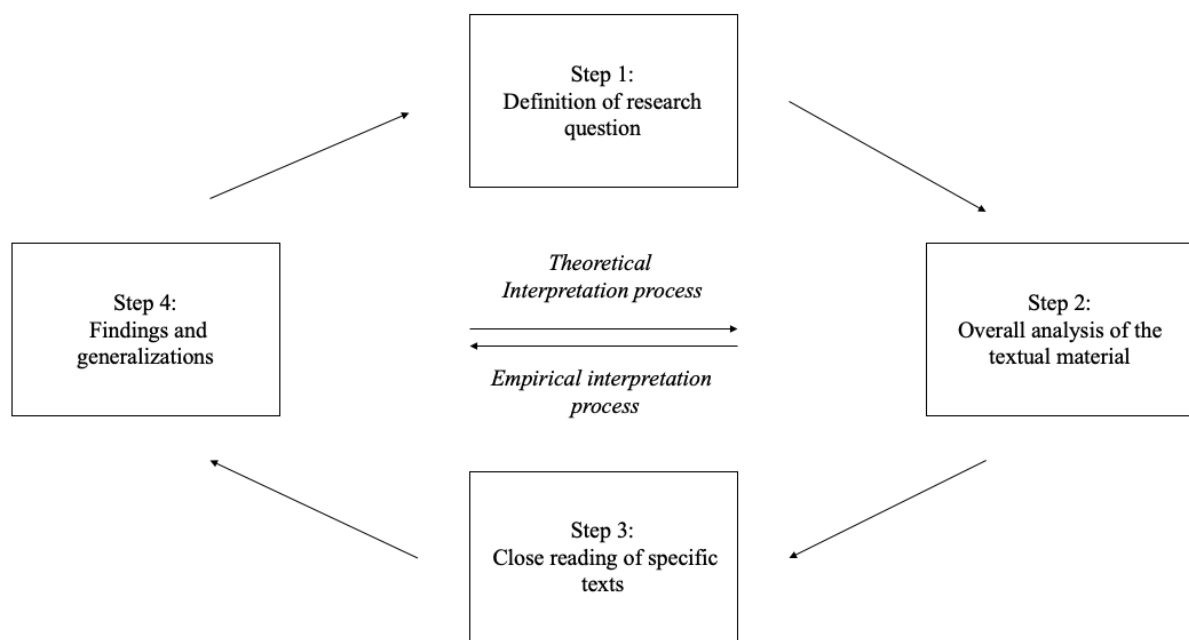 Step 1:
Definition of research
question
Theoretical
Interpretation process
Step 4:
Findings and
generalizations
Step 2:
Overall analysis of the
textual material
Empirical interpretation
process
Step 3:
Close reading of specific
texts